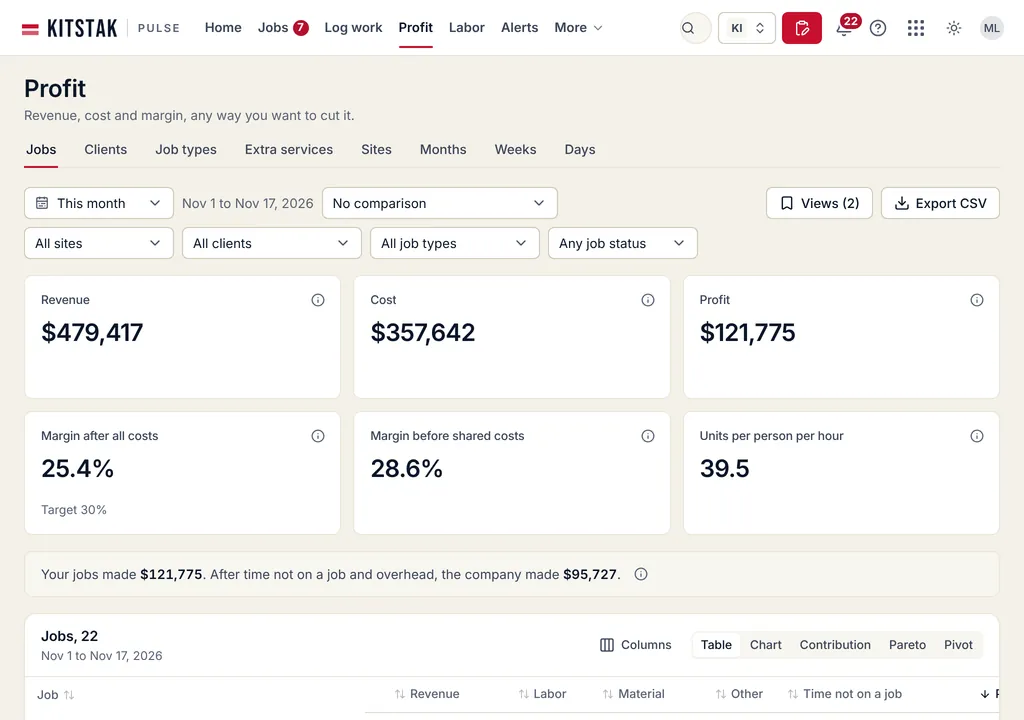 KITSTAK PULSE Home Jobs 7 Log work Profit Labor Alerts More KI 22 ML
Profit
Revenue, cost and margin, any way you want to cut it.
Jobs Clients Job types Extra services Sites Months Weeks Days
This month Nov 1 to Nov 17, 2026 No comparison Views (2) Export CSV
All sites All clients All job types Any job status
Revenue Cost Profit
$479,417 $357,642 $121,775
Margin after all costs Margin before shared costs Units per person per hour
25.4% 28.6% 39.5
Target 30%
Your jobs made $121,775. After time not on a job and overhead, the company made $95,727.
Jobs, 22
Nov 1 to Nov 17, 2026
Columns Table Chart Contribution Pareto Pivot
Job Revenue Labor Material Other Time not on a job